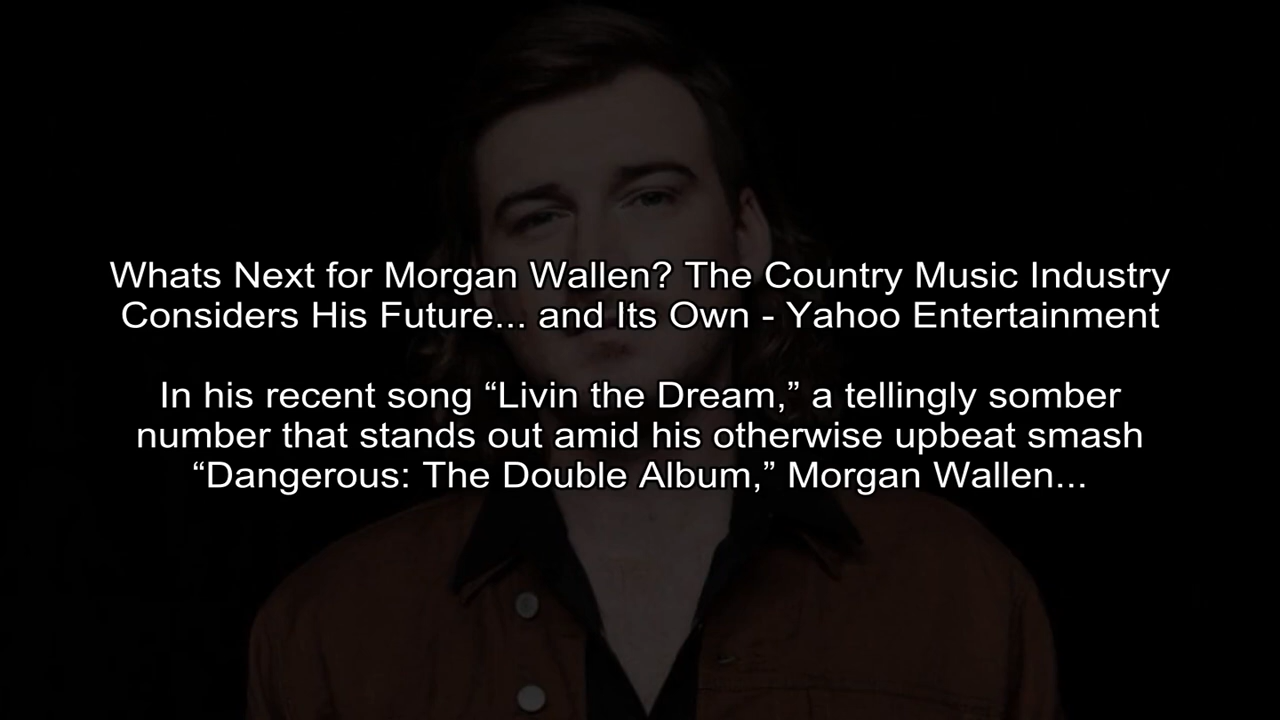 Whats Next for Morgan Wallen? The Country Music Industry
Considers His Future... and Its Own - Yahoo Entertainment
In his recent song “Livin the Dream,” a tellingly somber
number that stands out amid his otherwise upbeat smash
“Dangerous: The Double Album,” Morgan Wallen...